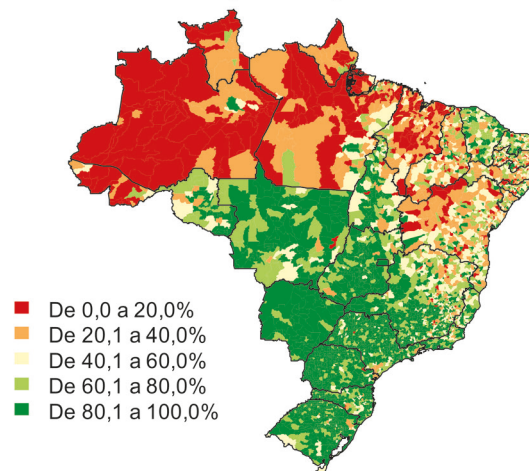 De 0,0 a 20,0%
De 20,1 a 40,0%
De 40,1 a 60,0%
De 60,1 a 80,0%
De 80,1 a 100,0%